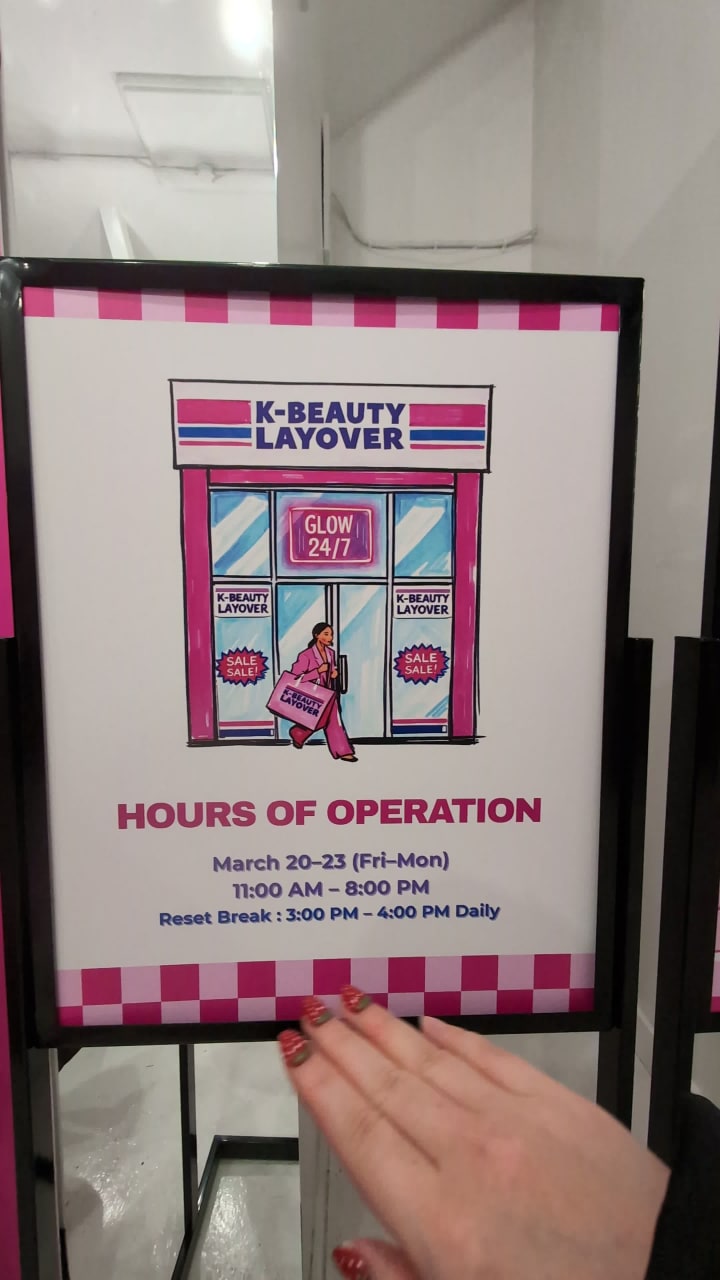 K-BEAUTY
LAYOVER
GLOW
24/7
K-BEAUTY
LAYOVER
K-BEAUTY
LAYOVER
SALE
SALE!
SALE
SALE!
K-BEAUTY
LAYOVER
HOURS OF OPERATION
March 20–23 (Fri–Mon)
11:00 AM – 8:00 PM
Reset Break : 3:00 PM – 4:00 PM Daily